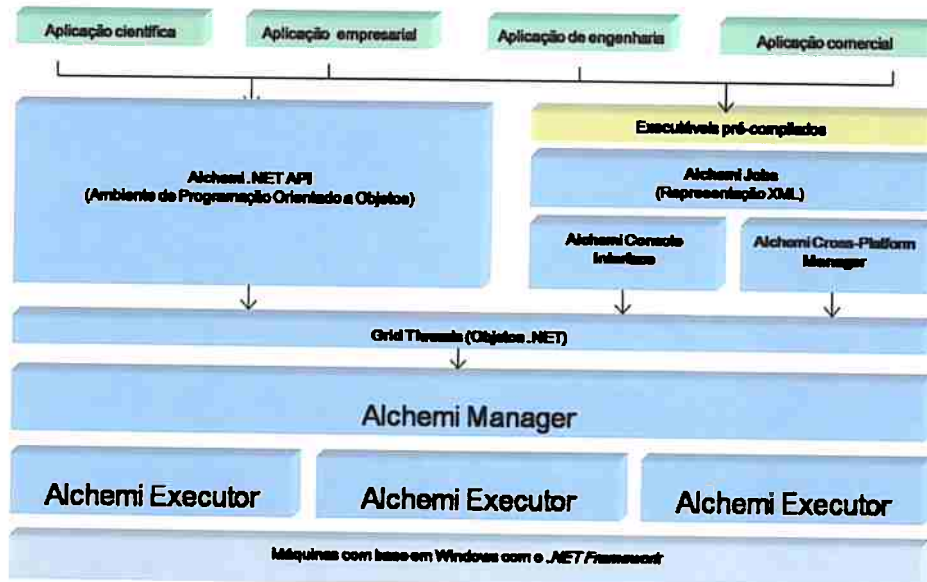 Aplicação científica
Aplicação empresarial
Aplicação de engenharia
Aplicação comercial
Executáveis pré-compilados
Alchemi .NET API
(Ambiente de Programação Orientado a Objetos)
Alchemi Jobs
(Rapresentação XML)
Alchemi Console
Interface
Alchemi Cross-Platform
Manager
Grid Threads (Objetos .NET)
Alchemi Manager
Alchemi Executor
Alchemi Executor
Alchemi Executor
Máquinas com base em Windows com o .NET Framework